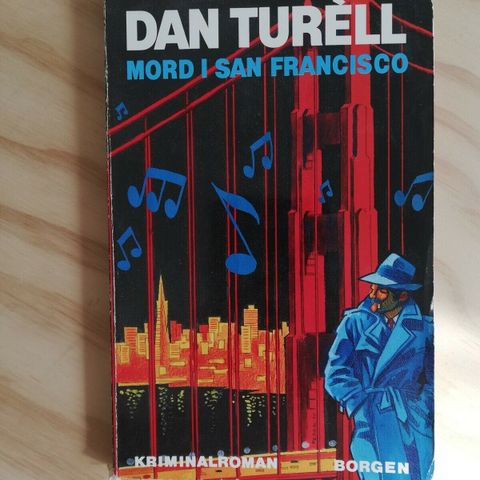 DAN TURÈLL
MORD I SAN FRANCISCO
KRIMINALROMAN BORGEN